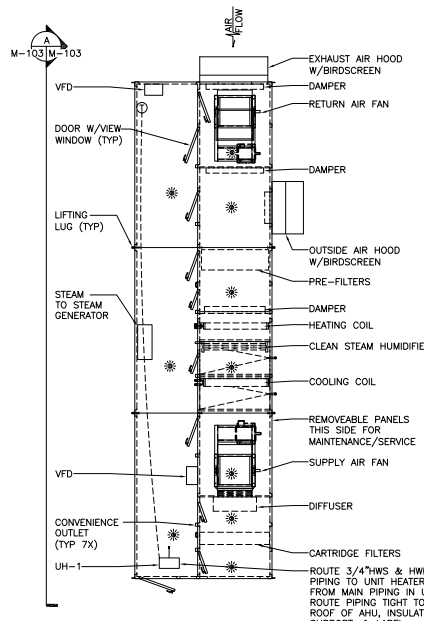 AIR
FLOW
A
M-103 M-103
EXHAUST AIR HOOD
W/BIRDSCREEN
VFD
DAMPER
T
RETURN AIR FAN
DOOR W/VIEW
WINDOW (TYP)
DAMPER
LIFTING
LUG (TYP)
OUTSIDE AIR HOOD
W/BIRDSCREEN
PRE-FILTERS
STEAM
TO STEAM
GENERATOR
DAMPER
HEATING COIL
CLEAN STEAM HUMIDIFIE
COOLING COIL
REMOVEABLE PANELS
THIS SIDE FOR
MAINTENANCE/SERVICE
VFD
SUPPLY AIR FAN
DIFFUSER
CONVENIENCE
OUTLET
(TYP 7X)
CARTRIDGE FILTERS
UH-1
ROUTE 3/4"HWS & HW
PIPING TO UNIT HEATER
FROM MAIN PIPING IN U
ROUTE PIPING TIGHT TO
ROOF OF AHU, INSULAT